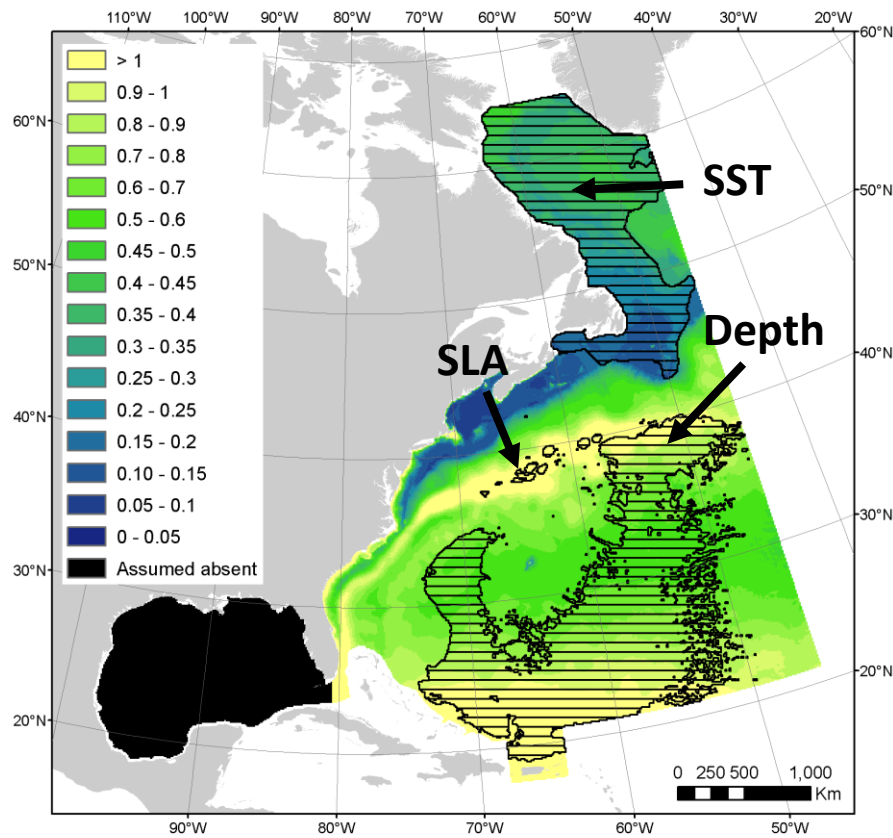 110°W 100°W 90°W 80°W 70°W 60°W 50°W 40°W 30°W 20°W
60°N
60°N
50°N
50°N
40°N
40°N
30°N
30°N
20°N
20°N
> 1
0.9 - 1
0.8 - 0.9
0.7 - 0.8
0.6 - 0.7
0.5 - 0.6
0.45 - 0.5
0.4 - 0.45
0.35 - 0.4
0.3 - 0.35
0.25 - 0.3
0.2 - 0.25
0.15 - 0.2
0.10 - 0.15
0.05 - 0.1
0 - 0.05
Assumed absent
SST
Depth
SLA
0 250 500 1,000
Km
90°W 80°W 70°W 60°W 50°W